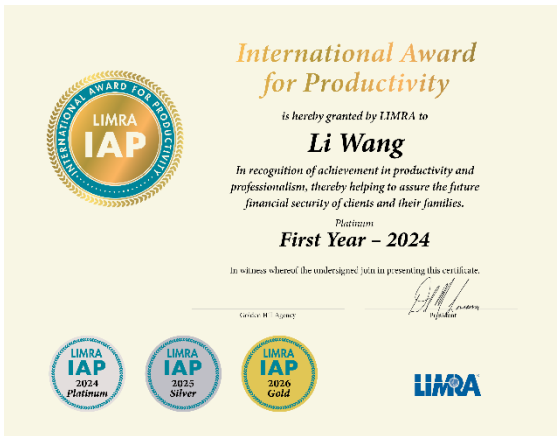 International Award
for Productivity
is hereby granted by LIMRA to
Li Wang
In recognition of achievement in productivity and
professionalism, thereby helping to assure the future
financial security of clients and their families.
Platinum
First Year – 2024
In witness whereof the undersigned join in presenting this certificate.
Agency
President
INTERNATIONAL AWARD FOR PRODUCTIVITY
LIMRA
IAP
LIMRA
IAP
2024
Platinum
LIMRA
IAP
2025
Silver
LIMRA
IAP
2026
Gold
LIMRA